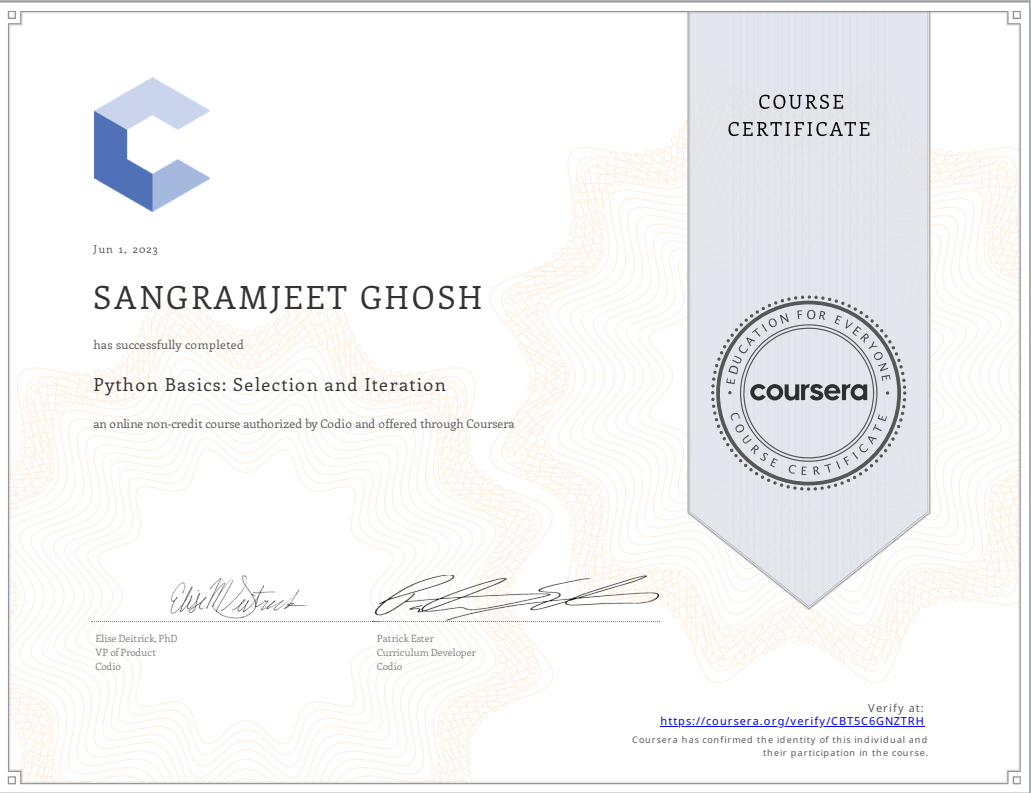 COURSE
CERTIFICATE
Jun 1, 2023
SANGRAMJEET GHOSH
has successfully completed
Python Basics: Selection and Iteration
an online non-credit course authorized by Codio and offered through Coursera
EDUCATION FOR EVERYONE
coursera
COURSE CERTIFICATE
Elise M Deitrick
Elise Deitrick, PhD
VP of Product
Codio
Patrick Ester
Curriculum Developer
Codio
Verify at:
https://coursera.org/verify/CBT5C6GNZTRH
Coursera has confirmed the identity of this individual and
their participation in the course.